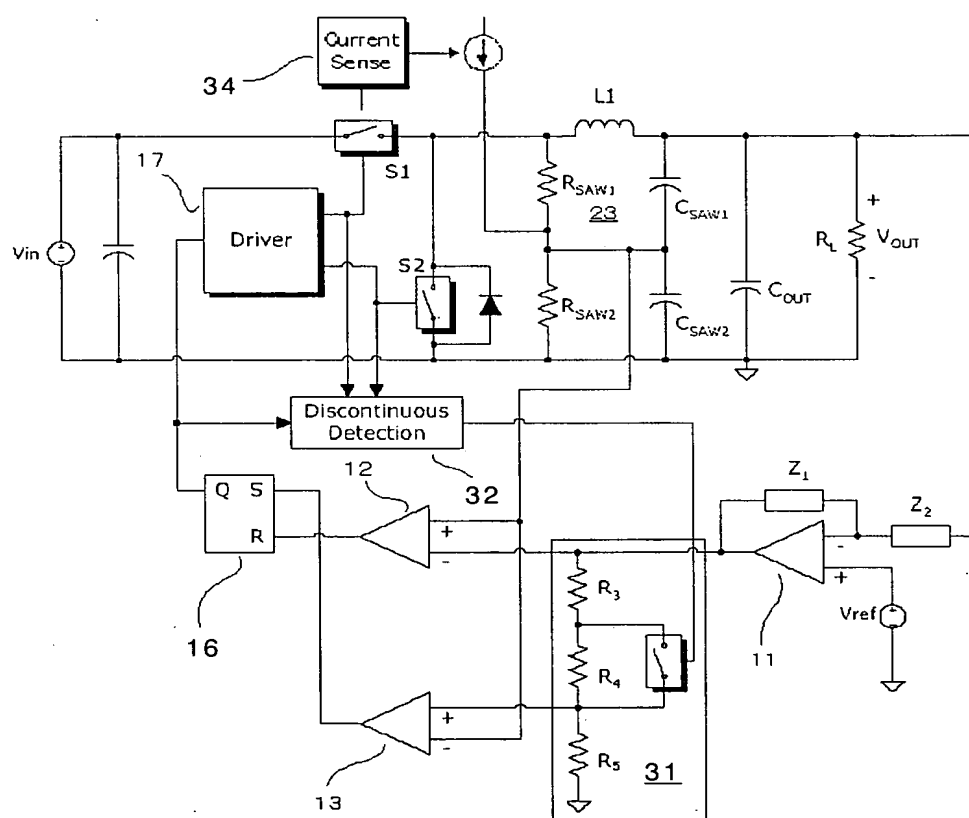 Current
Sense
34
L1
17
S1
R_SAW1
23
C_SAW1
Driver
Vin
S2
R_L
+
V_OUT
-
R_SAW2
C_SAW2
C_OUT
Discontinuous
Detection
12
32
Z_1
Q S
R
+
-
Z_2
-
+
16
R_3
11
Vref
R_4
+
-
13
R_5
31